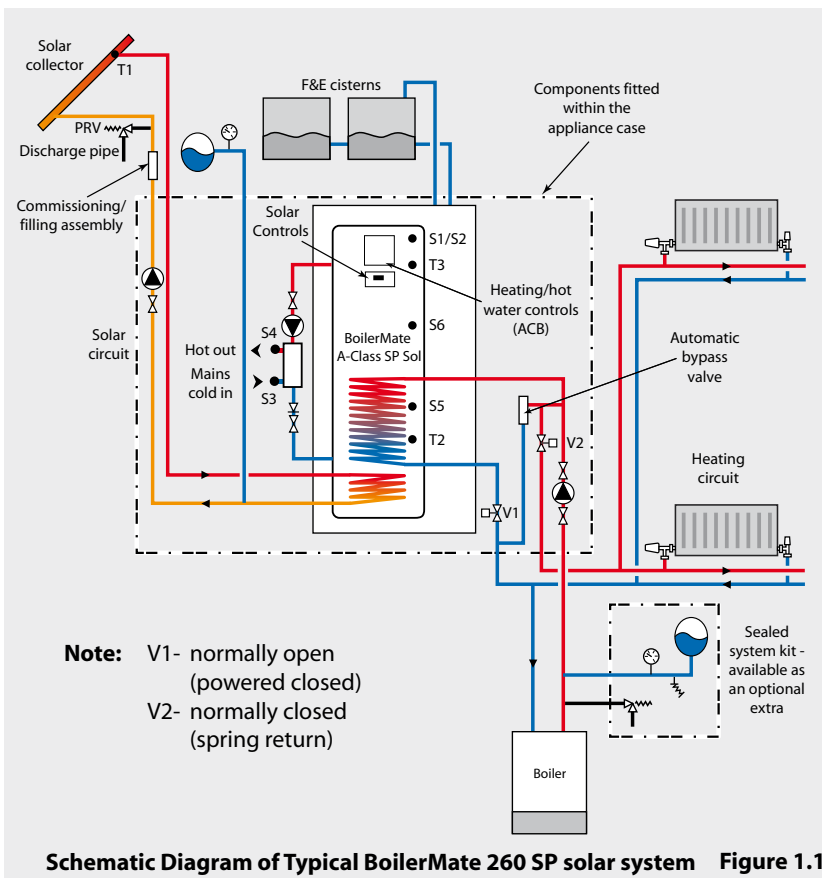 Solar
collector
T1
PRV
Discharge pipe
Commissioning/
filling assembly
F&E cisterns
Components fitted
within the
appliance case
Solar
Controls
S1/S2
T3
Heating/hot
water controls
(ACB)
S6
Solar
circuit
S4
Hot out
Mains
cold in
S3
BoilerMate
A-Class SP Sol
Automatic
bypass
valve
S5
T2
V2
V1
Heating
circuit
Note: V1- normally open
(powered closed)
V2- normally closed
(spring return)
Sealed
system kit -
available as
an optional
extra
Boiler
Schematic Diagram of Typical BoilerMate 260 SP solar system Figure 1.1